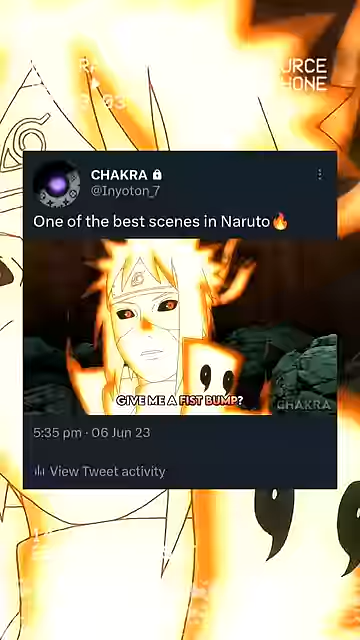 CHAKRA
@Inyoton_7
One of the best scenes in Naruto🔥
GIVE ME A FIST BUMP?
CHAKRA
5:35 pm · 06 Jun 23
View Tweet activity